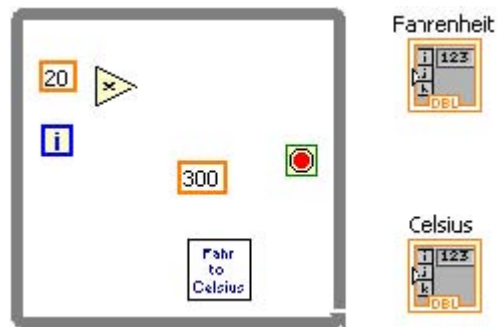 Fahrenheit
i 123
j
k
DBL
20
x
i
300
Fahr
to
Celsius
Celsius
i 123
j
k
DBL